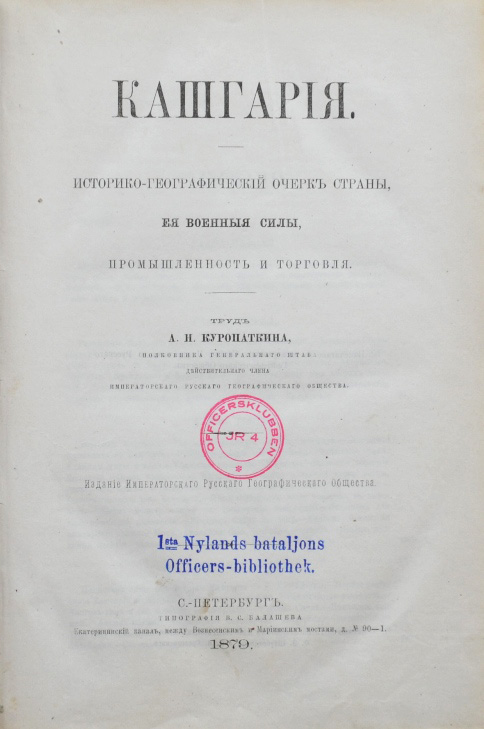 КАШГАРІЯ.
ИСТОРИКО-ГЕОГРАФИЧЕСКІЙ ОЧЕРКЪ СТРАНЫ,
ЕЯ ВОЕННЫЯ СИЛЫ,
ПРОМЫШЛЕННОСТЬ И ТОРГОВЛЯ.
ТРУДЪ
А. Н. КУРОПАТКИНА,
ПОЛКОВНИКА ГЕНЕРАЛЬНАГО ШТАБА,
ДѢЙСТВИТЕЛЬНАГО ЧЛЕНА
ИМПЕРАТОРСКАГО РУССКАГО ГЕОГРАФИЧЕСКАГО ОБЩЕСТВА.
OFFICERSKLUBBEN
JR 4
*
Изданіе Императорскаго Русскаго Географическаго Общества.
1sta Nylands bataljons
Officers-bibliothek.
С.-ПЕТЕРБУРГЪ.
ТИПОГРАФІЯ В. С. БАЛАШЕВА
Екатерининскій каналъ, между Вознесенскимъ и Маріинскимъ мостами, д. № 90—1.
1879.